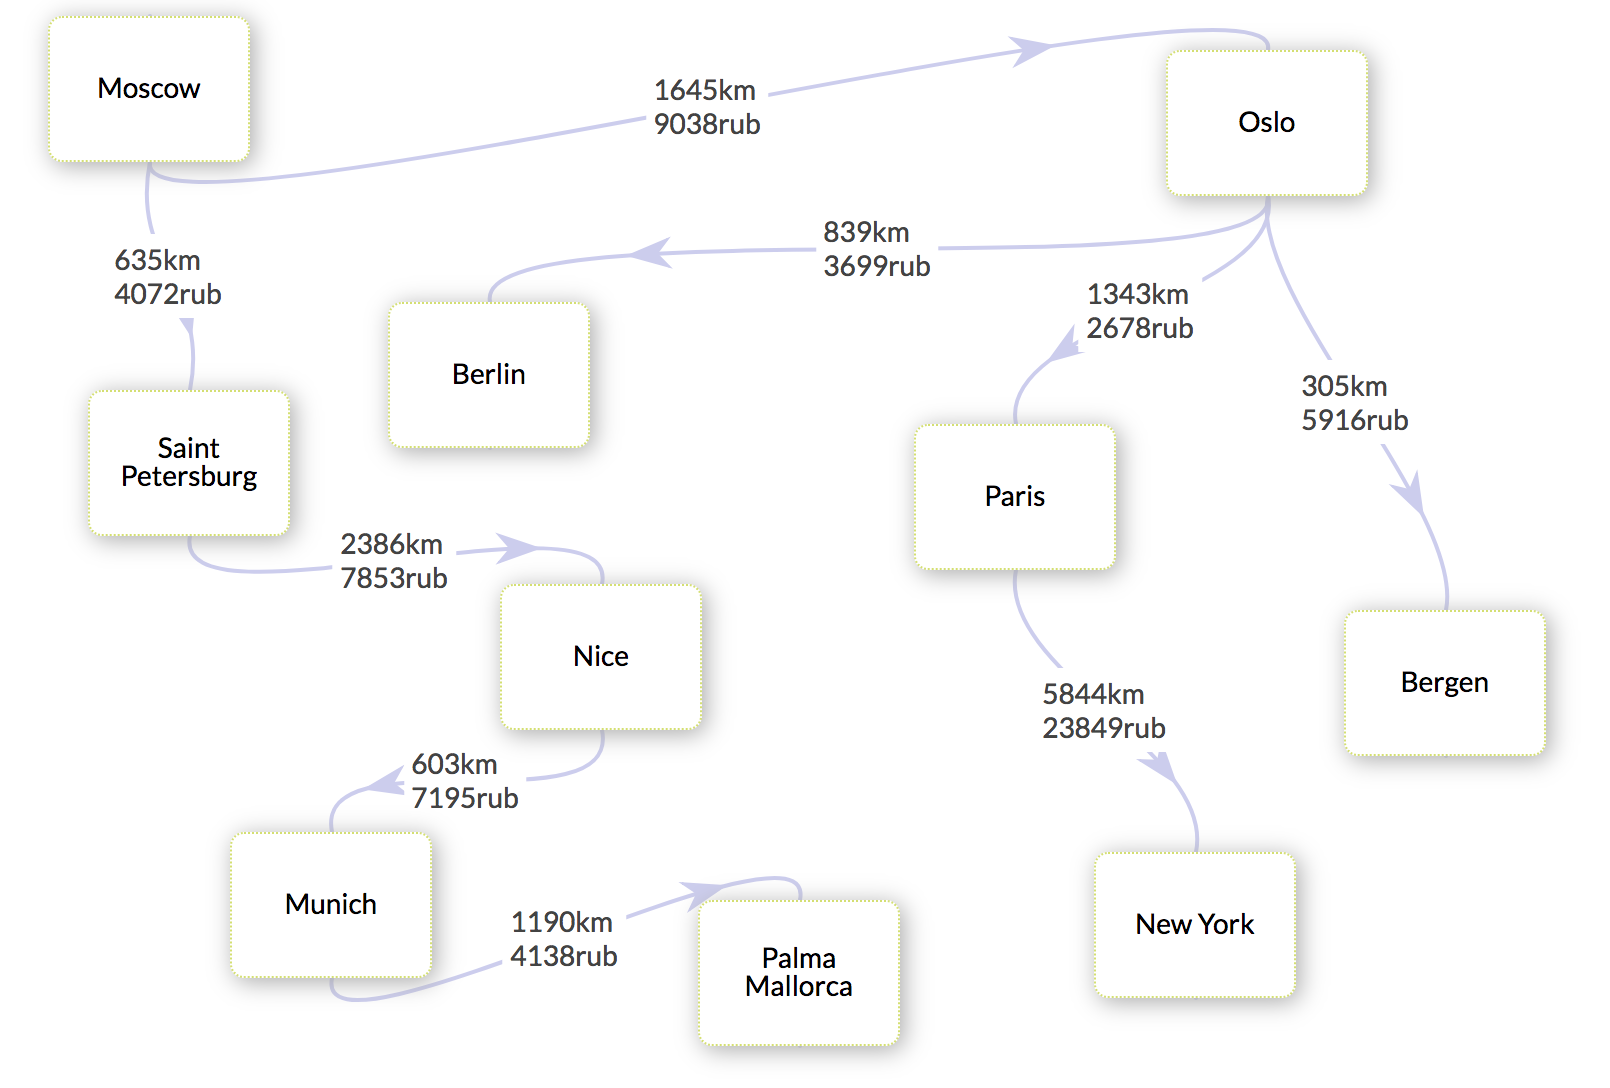 Moscow
1645km
9038rub
Oslo
635km
4072rub
839km
3699rub
1343km
2678rub
Berlin
305km
5916rub
Saint
Petersburg
Paris
2386km
7853rub
Nice
Bergen
5844km
23849rub
603km
7195rub
Munich
1190km
4138rub
New York
Palma
Mallorca